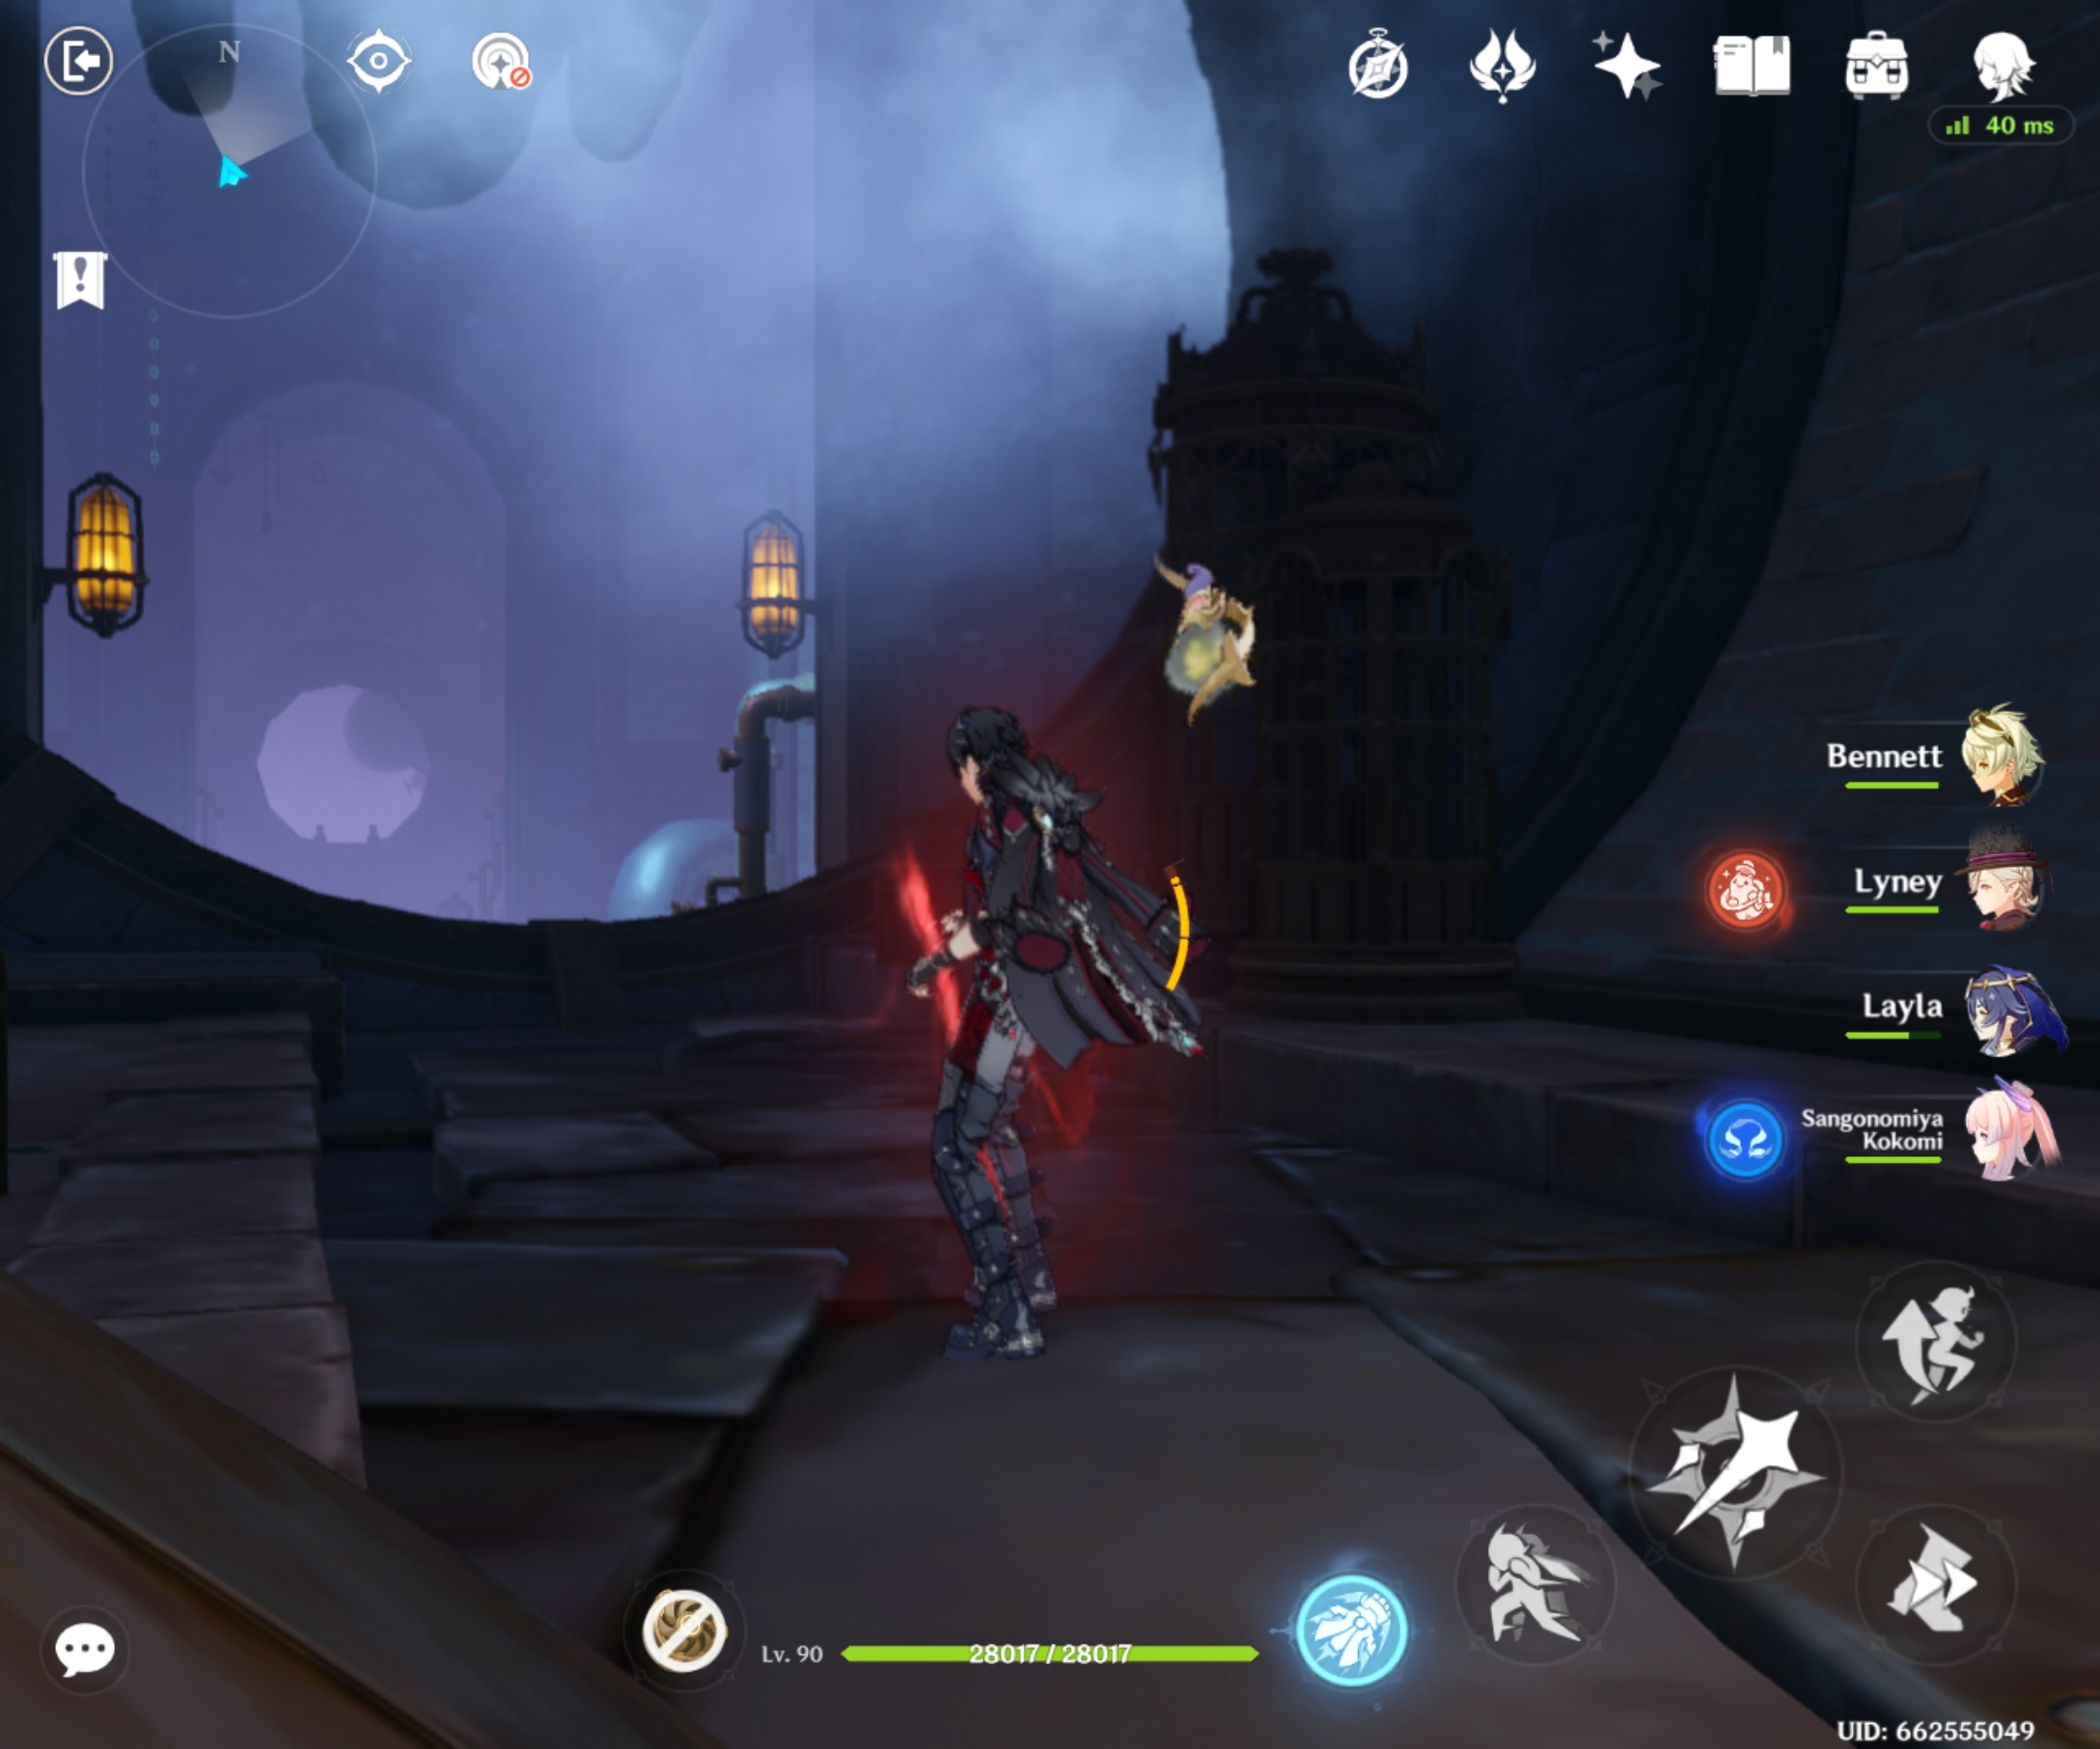 N
40 ms
Bennett
Lyney
Layla
Sangonomiya
Kokomi
Lv. 90
28017 / 28017
UID: 662555049